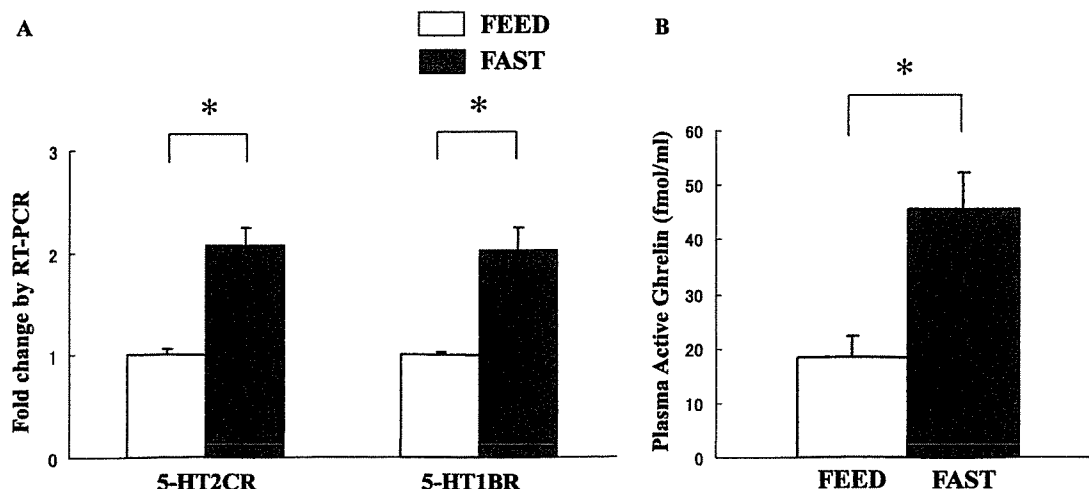 A
FEED
FAST
B
*
*
*
Fold change by RT-PCR
3
2
1
0
5-HT2CR
5-HT1BR
Plasma Active Ghrelin (fmol/ml)
60
50
40
30
20
10
0
FEED
FAST